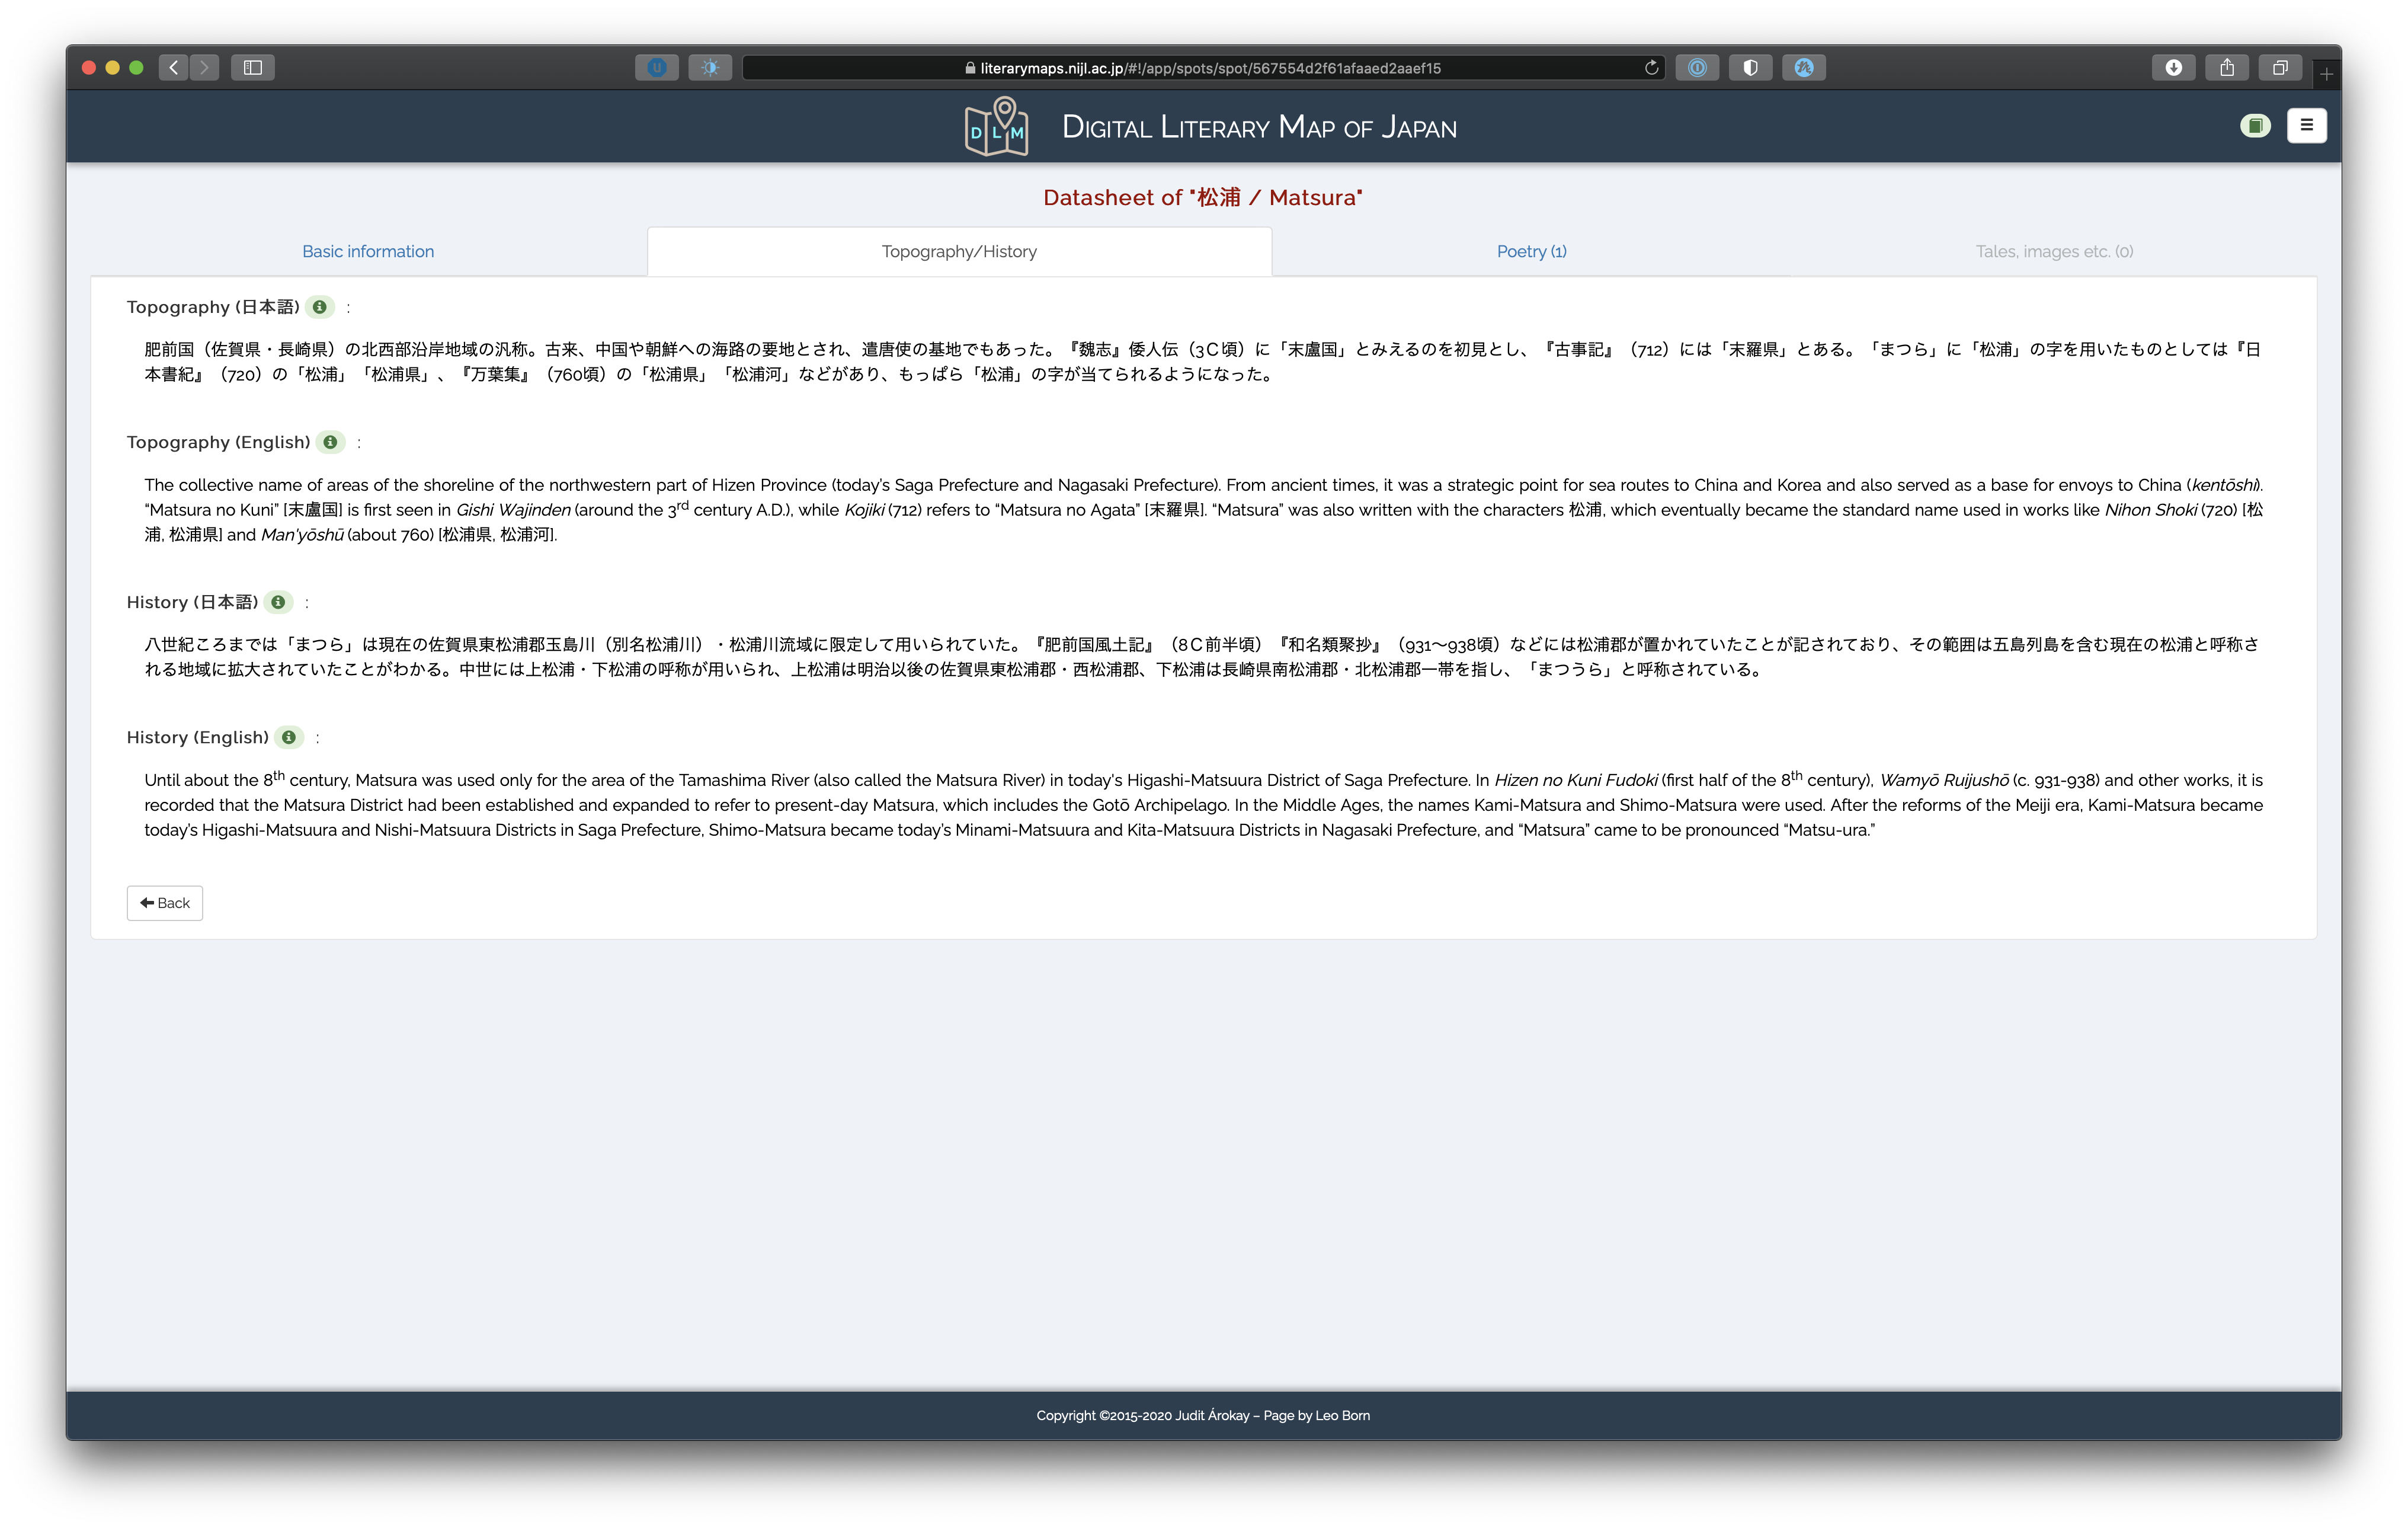 literarymaps.nijl.ac.jp/#!/app/spots/spot/567554d2f61afaaed2aaef15
D L M
Digital Literary Map of Japan
Datasheet of "松浦 / Matsura"
Basic information
Topography/History
Poetry (1)
Tales, images etc. (0)
Topography (日本語) :
肥前国（佐賀県・長崎県）の北西部沿岸地域の汎称。古来、中国や朝鮮への海路の要地とされ、遣唐使の基地でもあった。『魏志』倭人伝（3Ｃ頃）に「末盧国」とみえるのを初見とし、『古事記』（712）には「末羅県」とある。「まつら」に「松浦」の字を用いたものとしては『日
本書紀』（720）の「松浦」「松浦県」、『万葉集』（760頃）の「松浦県」「松浦河」などがあり、もっぱら「松浦」の字が当てられるようになった。
Topography (English) :
The collective name of areas of the shoreline of the northwestern part of Hizen Province (today’s Saga Prefecture and Nagasaki Prefecture). From ancient times, it was a strategic point for sea routes to China and Korea and also served as a base for envoys to China (kentōshi).
“Matsura no Kuni” [末盧国] is first seen in Gishi Wajinden (around the 3rd century A.D.), while Kojiki (712) refers to “Matsura no Agata” [末羅県]. “Matsura” was also written with the characters 松浦, which eventually became the standard name used in works like Nihon Shoki (720) [松
浦, 松浦県] and Man'yōshū (about 760) [松浦県, 松浦河].
History (日本語) :
八世紀ころまでは「まつら」は現在の佐賀県東松浦郡玉島川（別名松浦川）・松浦川流域に限定して用いられていた。『肥前国風土記』（8Ｃ前半頃）『和名類聚抄』（931〜938頃）などには松浦郡が置かれていたことが記されており、その範囲は五島列島を含む現在の松浦と呼称さ
れる地域に拡大されていたことがわかる。中世には上松浦・下松浦の呼称が用いられ、上松浦は明治以後の佐賀県東松浦郡・西松浦郡、下松浦は長崎県南松浦郡・北松浦郡一帯を指し、「まつうら」と呼称されている。
History (English) :
Until about the 8th century, Matsura was used only for the area of the Tamashima River (also called the Matsura River) in today's Higashi-Matsuura District of Saga Prefecture. In Hizen no Kuni Fudoki (first half of the 8th century), Wamyō Ruijushō (c. 931-938) and other works, it is
recorded that the Matsura District had been established and expanded to refer to present-day Matsura, which includes the Gotō Archipelago. In the Middle Ages, the names Kami-Matsura and Shimo-Matsura were used. After the reforms of the Meiji era, Kami-Matsura became
today’s Higashi-Matsuura and Nishi-Matsuura Districts in Saga Prefecture, Shimo-Matsura became today’s Minami-Matsuura and Kita-Matsuura Districts in Nagasaki Prefecture, and “Matsura” came to be pronounced “Matsu-ura.”
Back
Copyright ©2015-2020 Judit Árokay – Page by Leo Born